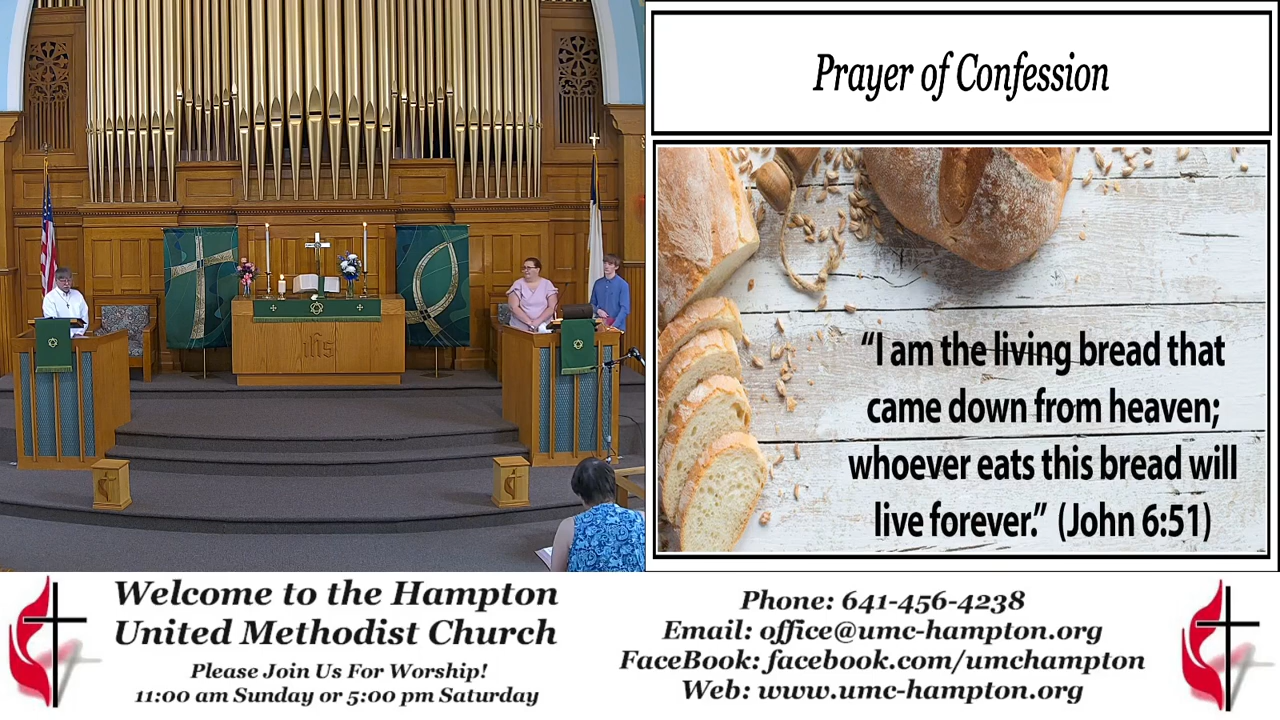 Prayer of Confession
“I am the living bread that
came down from heaven;
whoever eats this bread will
live forever.” (John 6:51)
ihs
Welcome to the Hampton
United Methodist Church
Please Join Us For Worship!
11:00 am Sunday or 5:00 pm Saturday
Phone: 641-456-4238
Email: office@umc-hampton.org
FaceBook: facebook.com/umchampton
Web: www.umc-hampton.org